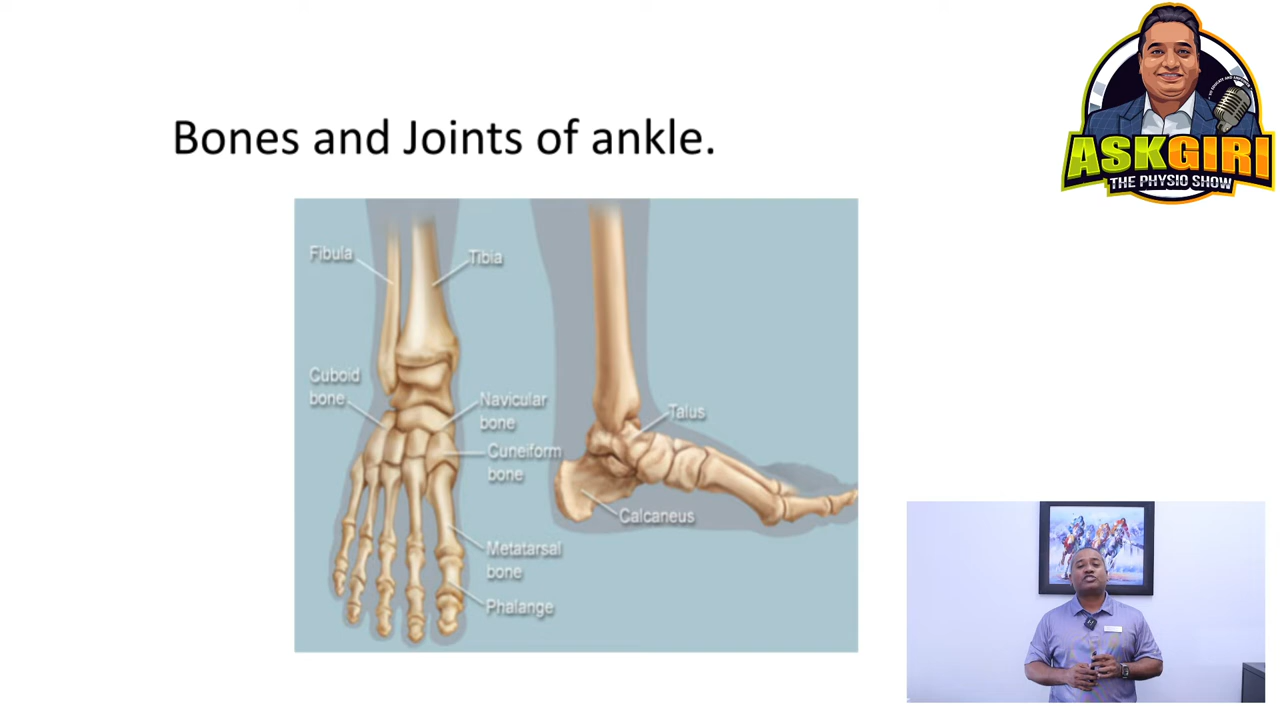 Bones and Joints of ankle.
ASKGIRI
THE PHYSIO SHOW
Fibula
Tibia
Cuboid
bone
Navicular
bone
Cuneiform
bone
Metatarsal
bone
Phalange
Talus
Calcaneus